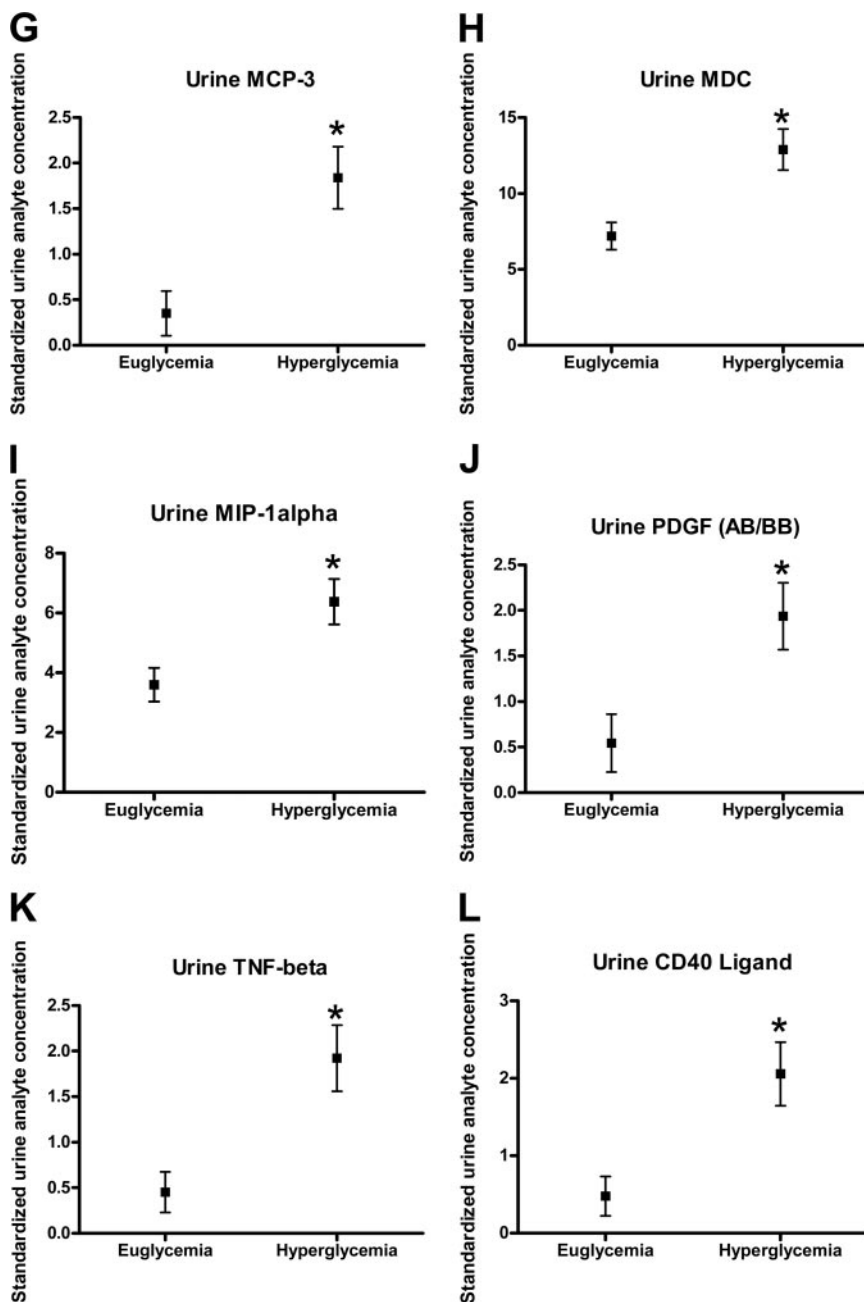 G
Urine MCP-3
Standardized urine analyte concentration
2.5
2.0
1.5
1.0
0.5
0.0
*
Euglycemia Hyperglycemia
H
Urine MDC
Standardized urine analyte concentration
15
10
5
0
*
Euglycemia Hyperglycemia
I
Urine MIP-1alpha
Standardized urine analyte concentration
8
6
4
2
0
*
Euglycemia Hyperglycemia
J
Urine PDGF (AB/BB)
Standardized urine analyte concentration
2.5
2.0
1.5
1.0
0.5
0.0
*
Euglycemia Hyperglycemia
K
Urine TNF-beta
Standardized urine analyte concentration
2.5
2.0
1.5
1.0
0.5
0.0
*
Euglycemia Hyperglycemia
L
Urine CD40 Ligand
Standardized urine analyte concentration
3
2
1
0
*
Euglycemia Hyperglycemia